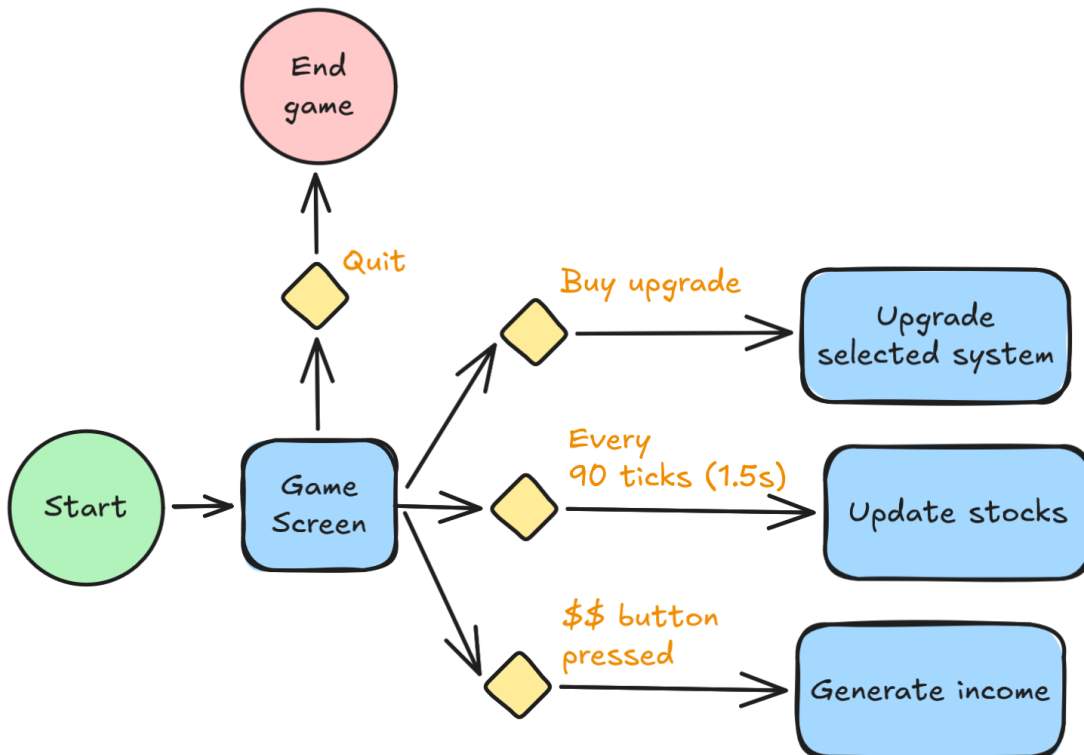 End
game
Quit
Buy upgrade
Upgrade
selected system
Start
Game
Screen
Every
90 ticks (1.5s)
Update stocks
$$ button
pressed
Generate income